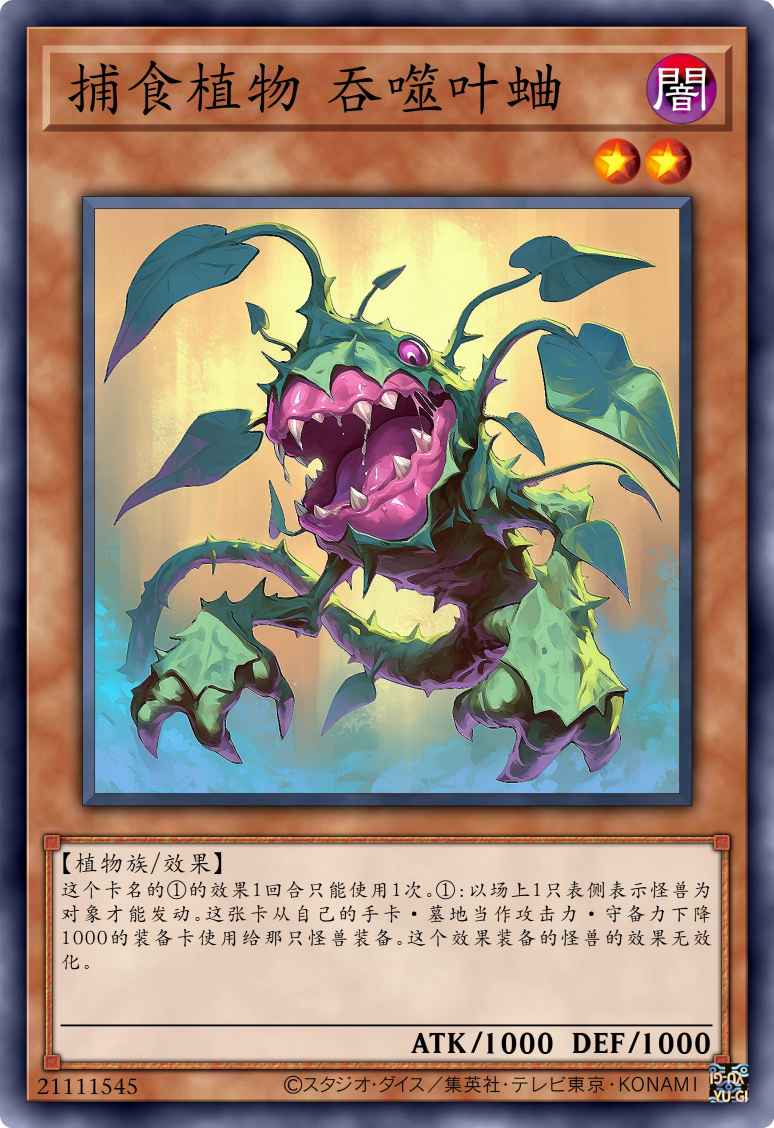 捕食植物 吞噬叶蛐
闇
【植物族/效果】
这个卡名的①的效果1回合只能使用1次。①:以场上1只表侧表示怪兽为
对象才能发动。这张卡从自己的手卡・墓地当作攻击力・守备力下降
1000的装备卡使用给那只怪兽装备。这个效果装备的怪兽的效果无效
化。
ATK/1000 DEF/1000
21111545 ©スタジオ・ダイス／集英社・テレビ東京・KONAMI